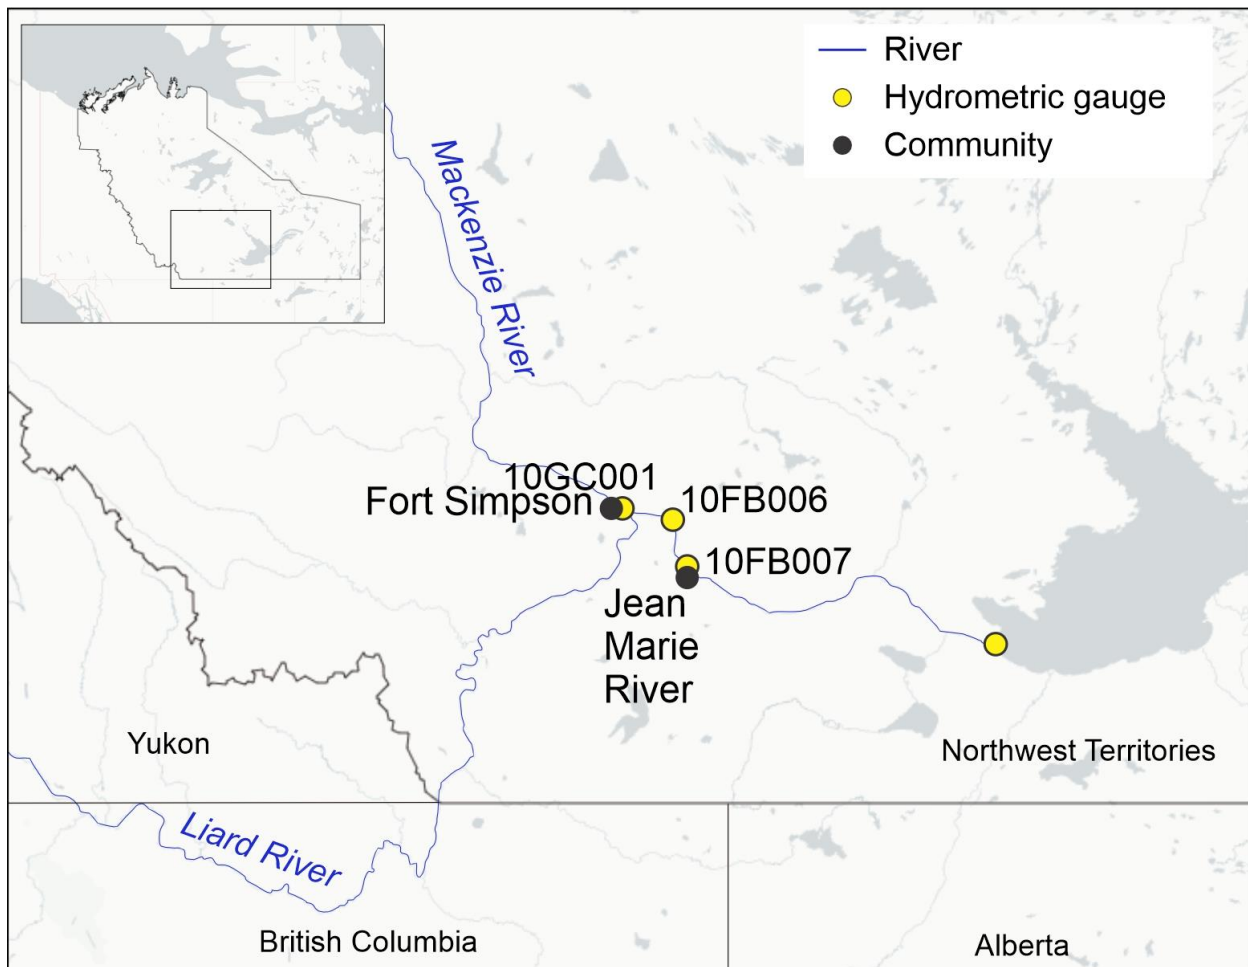 River
Hydrometric gauge
Community
Mackenzie River
10GC001
Fort Simpson
10FB006
10FB007
Jean
Marie
River
Yukon
Northwest Territories
Liard River
British Columbia
Alberta